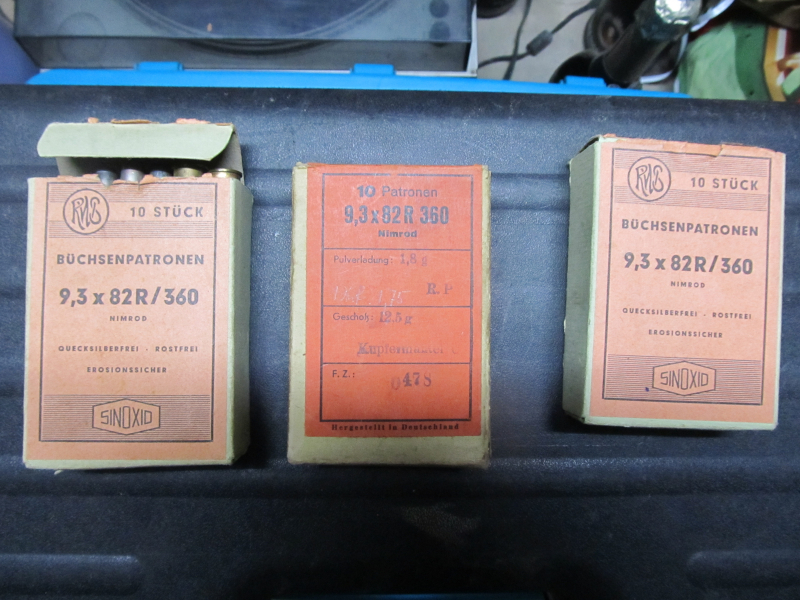 RWS
10 STÜCK
BÜCHSENPATRONEN
9,3 x 82R/360
NIMROD
QUECKSILBERFREI · ROSTFREI
EROSIONSSICHER
SINOXID
10 Patronen
9,3 x 82 R 360
Nimrod
Pulverladung: 1,8 g
R. P
Geschoß: 12,5 g
F. Z.: 0478
Hergestellt in Deutschland
RWS
10 STÜCK
BÜCHSENPATRONEN
9,3 x 82R/360
NIMROD
QUECKSILBERFREI · ROSTFREI
EROSIONSSICHER
SINOXID